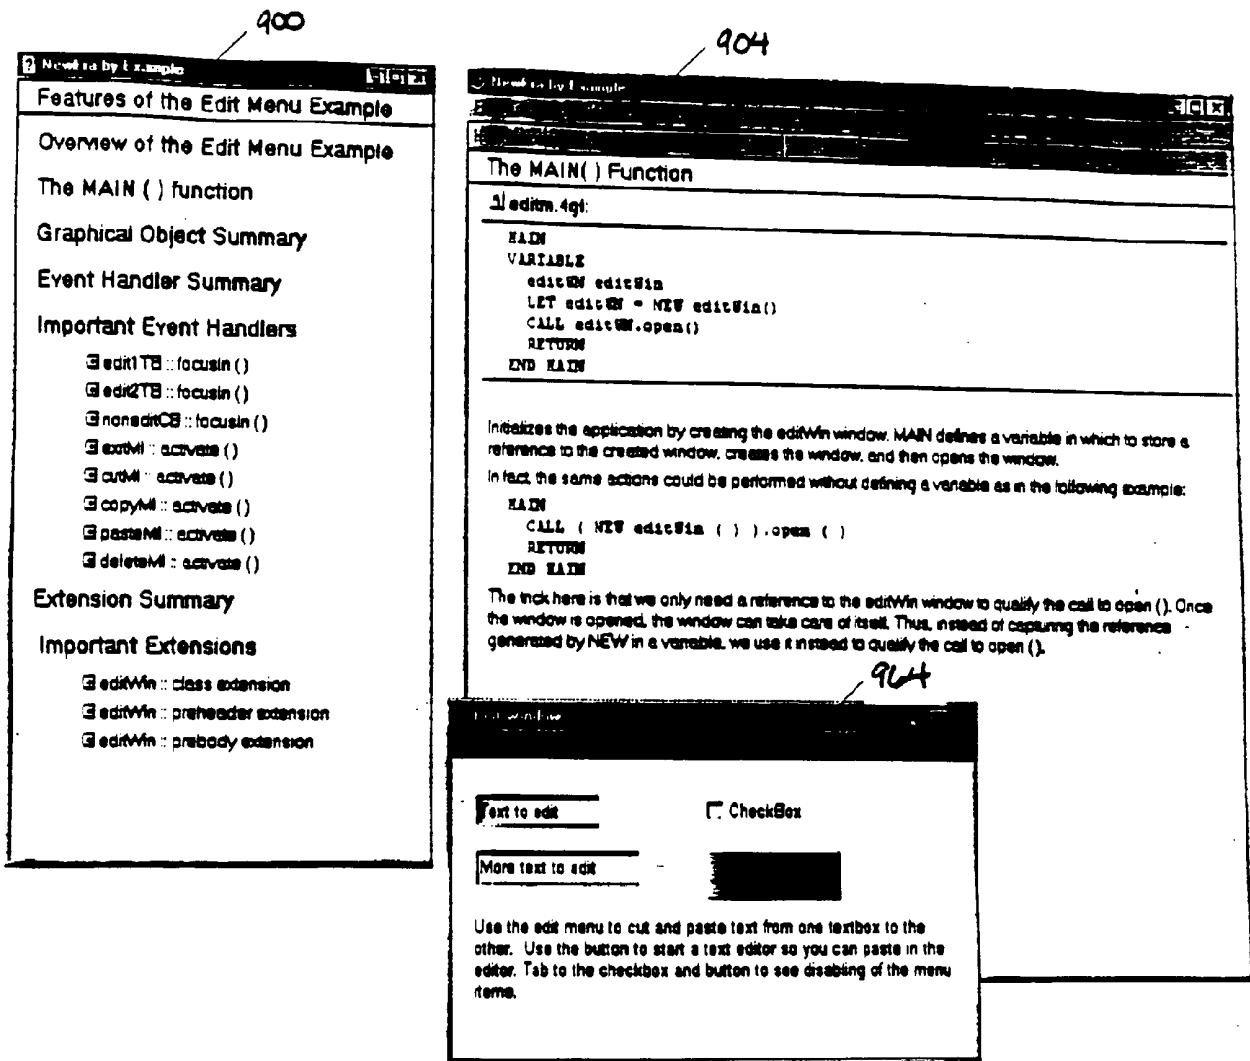 900
NewEra by Example
Features of the Edit Menu Example
Overview of the Edit Menu Example
The MAIN ( ) function
Graphical Object Summary
Event Handler Summary
Important Event Handlers
edit1TB :: focusIn ( )
edit2TB :: focusIn ( )
noneditCB :: focusIn ( )
exitMI :: activate ( )
cutMI :: activate ( )
copyMI :: activate ( )
pasteMI :: activate ( )
deleteMI :: activate ( )
Extension Summary
Important Extensions
editWin :: class extension
editWin :: preheader extension
editWin :: prebody extension
904
NewEra by Example
The MAIN( ) Function
editm.4gl:
MAIN
VARIABLE
editWN editWin
LET editWN = NEW editWin()
CALL editWN.open()
RETURN
END MAIN
Initializes the application by creating the editWin window. MAIN defines a variable in which to store a
reference to the created window, creates the window, and then opens the window.
In fact, the same actions could be performed without defining a variable as in the following example:
MAIN
CALL ( NEW editWin ( ) ).open ( )
RETURN
END MAIN
The trick here is that we only need a reference to the editWin window to qualify the call to open ( ). Once
the window is opened, the window can take care of itself. Thus, instead of capturing the reference
generated by NEW in a variable, we use it instead to qualify the call to open ( ).
964
Text to edit
CheckBox
More text to edit
Use the edit menu to cut and paste text from one textbox to the
other. Use the button to start a text editor so you can paste in the
editor. Tab to the checkbox and button to see disabling of the menu
items.